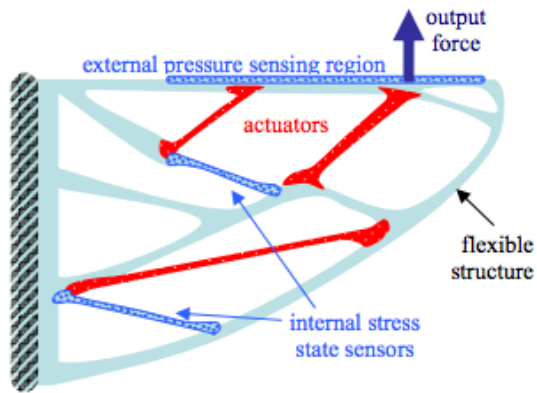 output
force
external pressure sensing region
actuators
flexible
structure
internal stress
state sensors